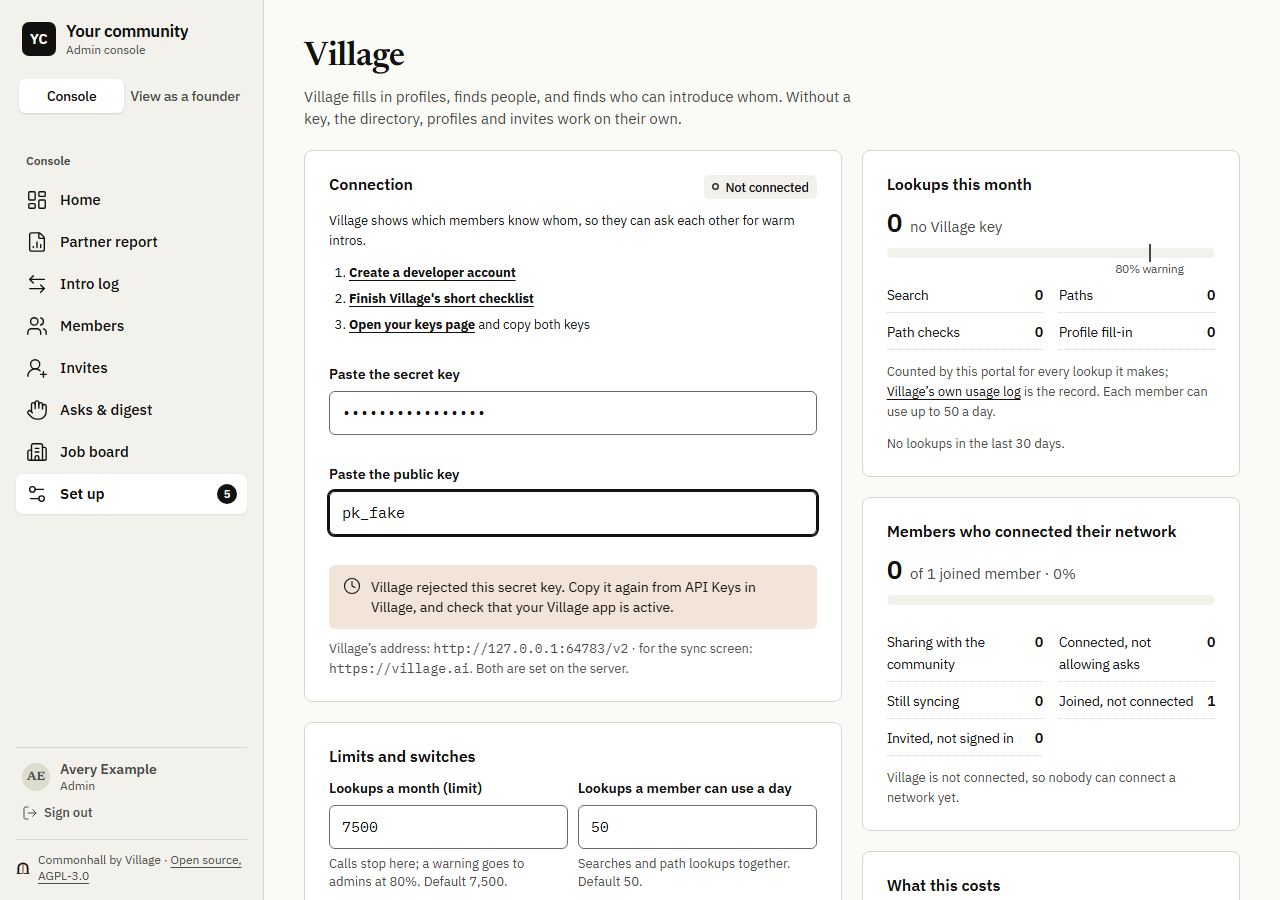 YC
Your community
Admin console
Console
View as a founder
Console
Home
Partner report
Intro log
Members
Invites
Asks & digest
Job board
Set up
5
AE
Avery Example
Admin
Sign out
Commonhall by Village · Open source,
AGPL-3.0
Village
Village fills in profiles, finds people, and finds who can introduce whom. Without a
key, the directory, profiles and invites work on their own.
Connection
Not connected
Village shows which members know whom, so they can ask each other for warm
intros.
1. Create a developer account
2. Finish Village's short checklist
3. Open your keys page and copy both keys
Paste the secret key
••••••••••••••••
Paste the public key
pk_fake
Village rejected this secret key. Copy it again from API Keys in
Village, and check that your Village app is active.
Village’s address: http://127.0.0.1:64783/v2 · for the sync screen:
https://village.ai. Both are set on the server.
Limits and switches
Lookups a month (limit)
Lookups a member can use a day
7500
50
Calls stop here; a warning goes to
admins at 80%. Default 7,500.
Searches and path lookups together.
Default 50.
Lookups this month
0 no Village key
80% warning
Search 0 Paths 0
Path checks 0 Profile fill-in 0
Counted by this portal for every lookup it makes;
Village’s own usage log is the record. Each member can
use up to 50 a day.
No lookups in the last 30 days.
Members who connected their network
0 of 1 joined member · 0%
Sharing with the
community
0
Connected, not
allowing asks
0
Still syncing 0 Joined, not connected 1
Invited, not signed in 0
Village is not connected, so nobody can connect a
network yet.
What this costs